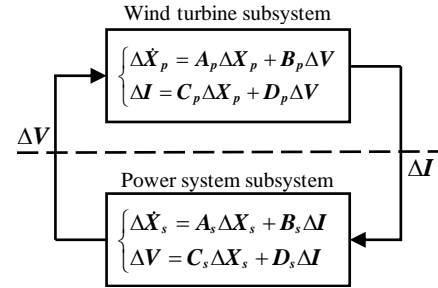 Wind turbine subsystem
ΔẊ_p = A_pΔX_p + B_pΔV
ΔI = C_pΔX_p + D_pΔV
ΔV
ΔI
Power system subsystem
ΔẊ_s = A_sΔX_s + B_sΔI
ΔV = C_sΔX_s + D_sΔI